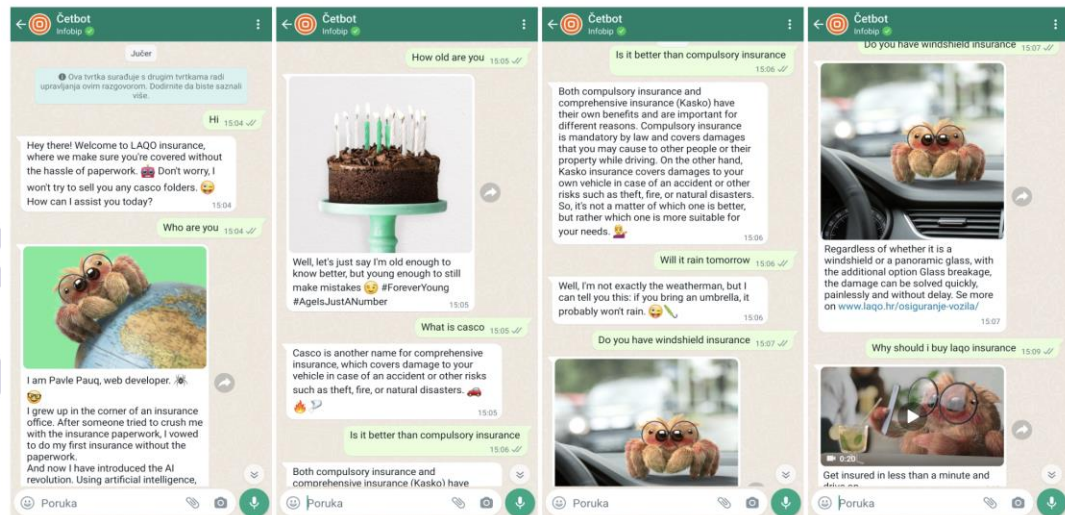 Četbot
Infobip
Jučer
Ova tvrtka surađuje s drugim tvrtkama radi
upravljanja ovim razgovorom. Dodirnite da biste saznali
više.
Hi 15:04
Hey there! Welcome to LAQO insurance,
where we make sure you're covered without
the hassle of paperwork. 🤖 Don't worry, I
won't try to sell you any casco folders. 😜
How can I assist you today?
15:04
Who are you 15:04
I am Pavle Pauq, web developer. 🕷️
🤓
I grew up in the corner of an insurance
office. After someone tried to crush me
with the insurance paperwork, I vowed
to do my first insurance without the
paperwork.
And now I have introduced the AI
revolution. Using artificial intelligence,
Poruka
Četbot
Infobip
How old are you 15:05
Well, let's just say I'm old enough to
know better, but young enough to still
make mistakes 😉 #ForeverYoung
#AgeIsJustANumber
15:05
What is casco 15:05
Casco is another name for comprehensive
insurance, which covers damage to your
vehicle in case of an accident or other risks
such as theft, fire, or natural disasters. 🚗
🔥 🌪️
15:05
Is it better than compulsory insurance
15:06
Both compulsory insurance and
comprehensive insurance (Kasko) have
Poruka
Četbot
Infobip
Is it better than compulsory insurance
15:06
Both compulsory insurance and
comprehensive insurance (Kasko) have
their own benefits and are important for
different reasons. Compulsory insurance
is mandatory by law and covers damages
that you may cause to other people or their
property while driving. On the other hand,
Kasko insurance covers damages to your
own vehicle in case of an accident or other
risks such as theft, fire, or natural disasters.
So, it's not a matter of which one is better,
but rather which one is more suitable for
your needs. 💁‍♀️
15:06
Will it rain tomorrow 15:06
Well, I'm not exactly the weatherman, but I
can tell you this: if you bring an umbrella, it
probably won't rain. 😜🌂
15:06
Do you have windshield insurance 15:07
Poruka
Četbot
Infobip
Do you have windshield insurance 15:07
Regardless of whether it is a
windshield or a panoramic glass, with
the additional option Glass breakage,
the damage can be solved quickly,
painlessly and without delay. Se more
on www.laqo.hr/osiguranje-vozila/
15:07
Why should i buy laqo insurance 15:09
0:20
Get insured in less than a minute and
drive on
Poruka